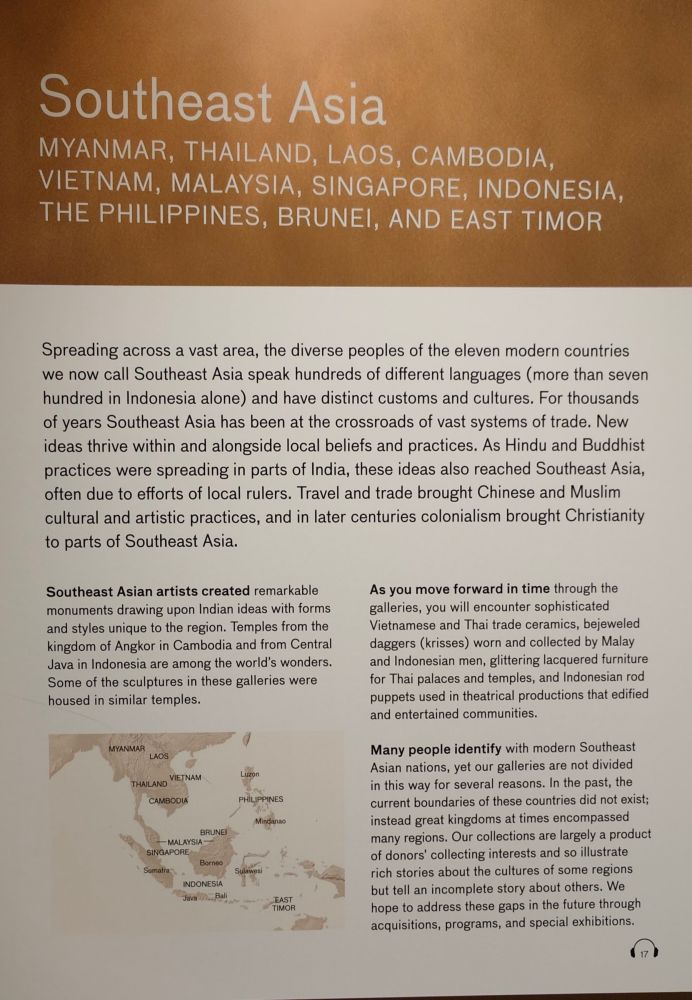 Southeast Asia
MYANMAR, THAILAND, LAOS, CAMBODIA,
VIETNAM, MALAYSIA, SINGAPORE, INDONESIA,
THE PHILIPPINES, BRUNEI, AND EAST TIMOR
Spreading across a vast area, the diverse peoples of the eleven modern countries
we now call Southeast Asia speak hundreds of different languages (more than seven
hundred in Indonesia alone) and have distinct customs and cultures. For thousands
of years Southeast Asia has been at the crossroads of vast systems of trade. New
ideas thrive within and alongside local beliefs and practices. As Hindu and Buddhist
practices were spreading in parts of India, these ideas also reached Southeast Asia,
often due to efforts of local rulers. Travel and trade brought Chinese and Muslim
cultural and artistic practices, and in later centuries colonialism brought Christianity
to parts of Southeast Asia.
Southeast Asian artists created remarkable
monuments drawing upon Indian ideas with forms
and styles unique to the region. Temples from the
kingdom of Angkor in Cambodia and from Central
Java in Indonesia are among the world's wonders.
Some of the sculptures in these galleries were
housed in similar temples.
MYANMAR
LAOS
VIETNAM
THAILAND
CAMBODIA
Luzon
PHILIPPINES
Mindanao
BRUNEI
MALAYSIA
SINGAPORE
Borneo
Sumatra
Sulawesi
INDONESIA
Java
Bali
EAST
TIMOR
As you move forward in time through the
galleries, you will encounter sophisticated
Vietnamese and Thai trade ceramics, bejeweled
daggers (krisses) worn and collected by Malay
and Indonesian men, glittering lacquered furniture
for Thai palaces and temples, and Indonesian rod
puppets used in theatrical productions that edified
and entertained communities.
Many people identify with modern Southeast
Asian nations, yet our galleries are not divided
in this way for several reasons. In the past, the
current boundaries of these countries did not exist;
instead great kingdoms at times encompassed
many regions. Our collections are largely a product
of donors' collecting interests and so illustrate
rich stories about the cultures of some regions
but tell an incomplete story about others. We
hope to address these gaps in the future through
acquisitions, programs, and special exhibitions.
17